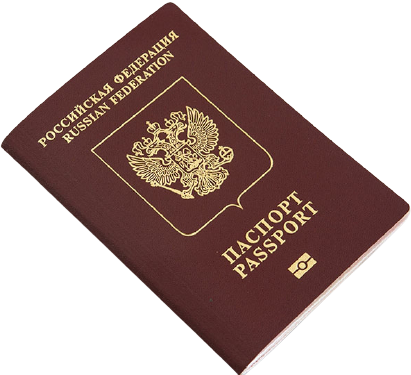 РОССИЙСКАЯ ФЕДЕРАЦИЯ
RUSSIAN FEDERATION
ПАСПОРТ
PASSPORT